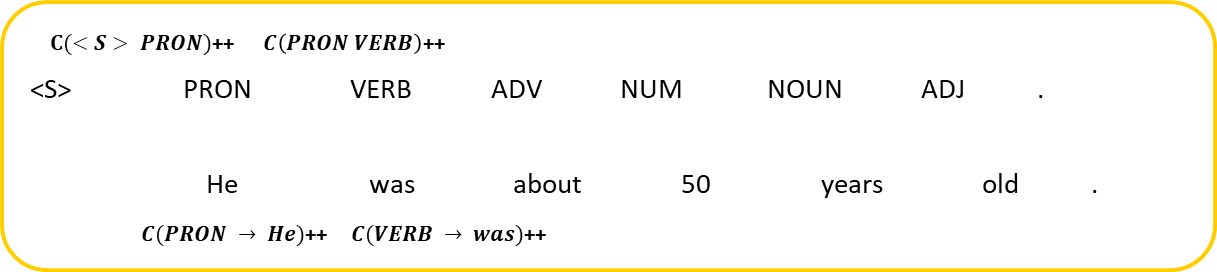 C(< S > PRON)++ C(PRON VERB)++
<S> PRON VERB ADV NUM NOUN ADJ .
He was about 50 years old .
C(PRON → He)++ C(VERB → was)++